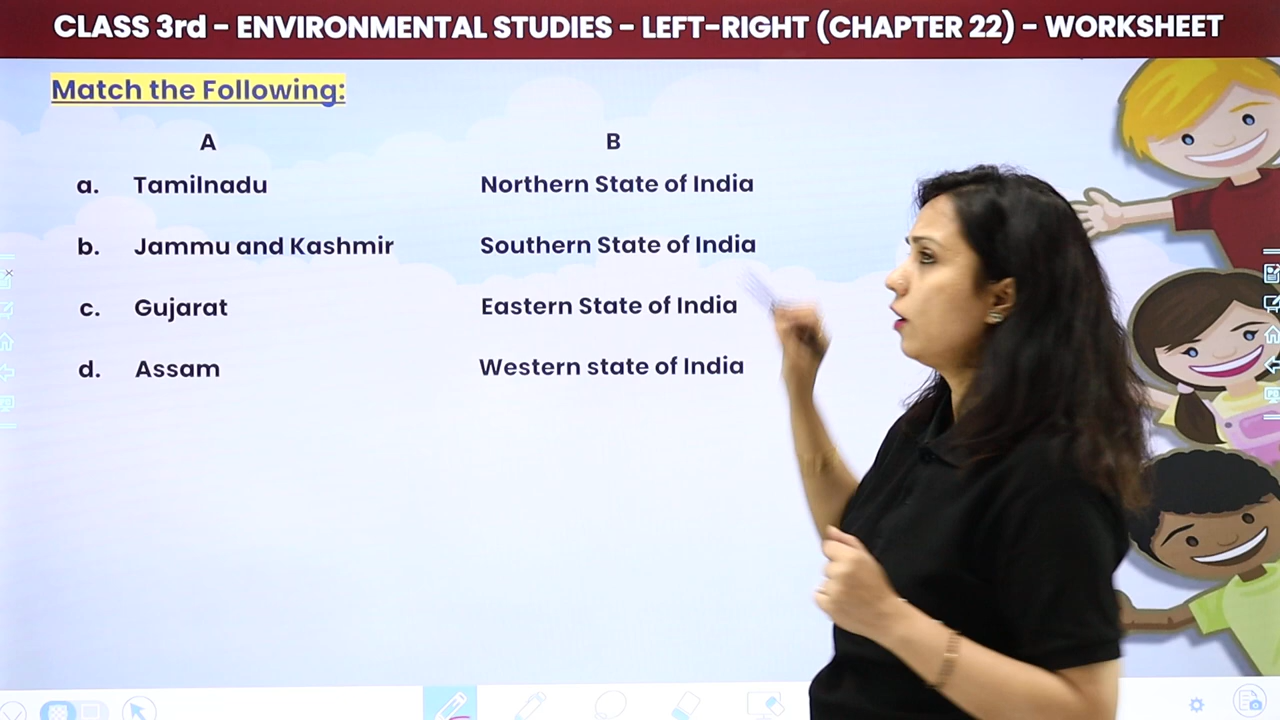 CLASS 3rd - ENVIRONMENTAL STUDIES - LEFT-RIGHT (CHAPTER 22) - WORKSHEET
Match the Following:
A B
a. Tamilnadu Northern State of India
b. Jammu and Kashmir Southern State of India
c. Gujarat Eastern State of India
d. Assam Western state of India